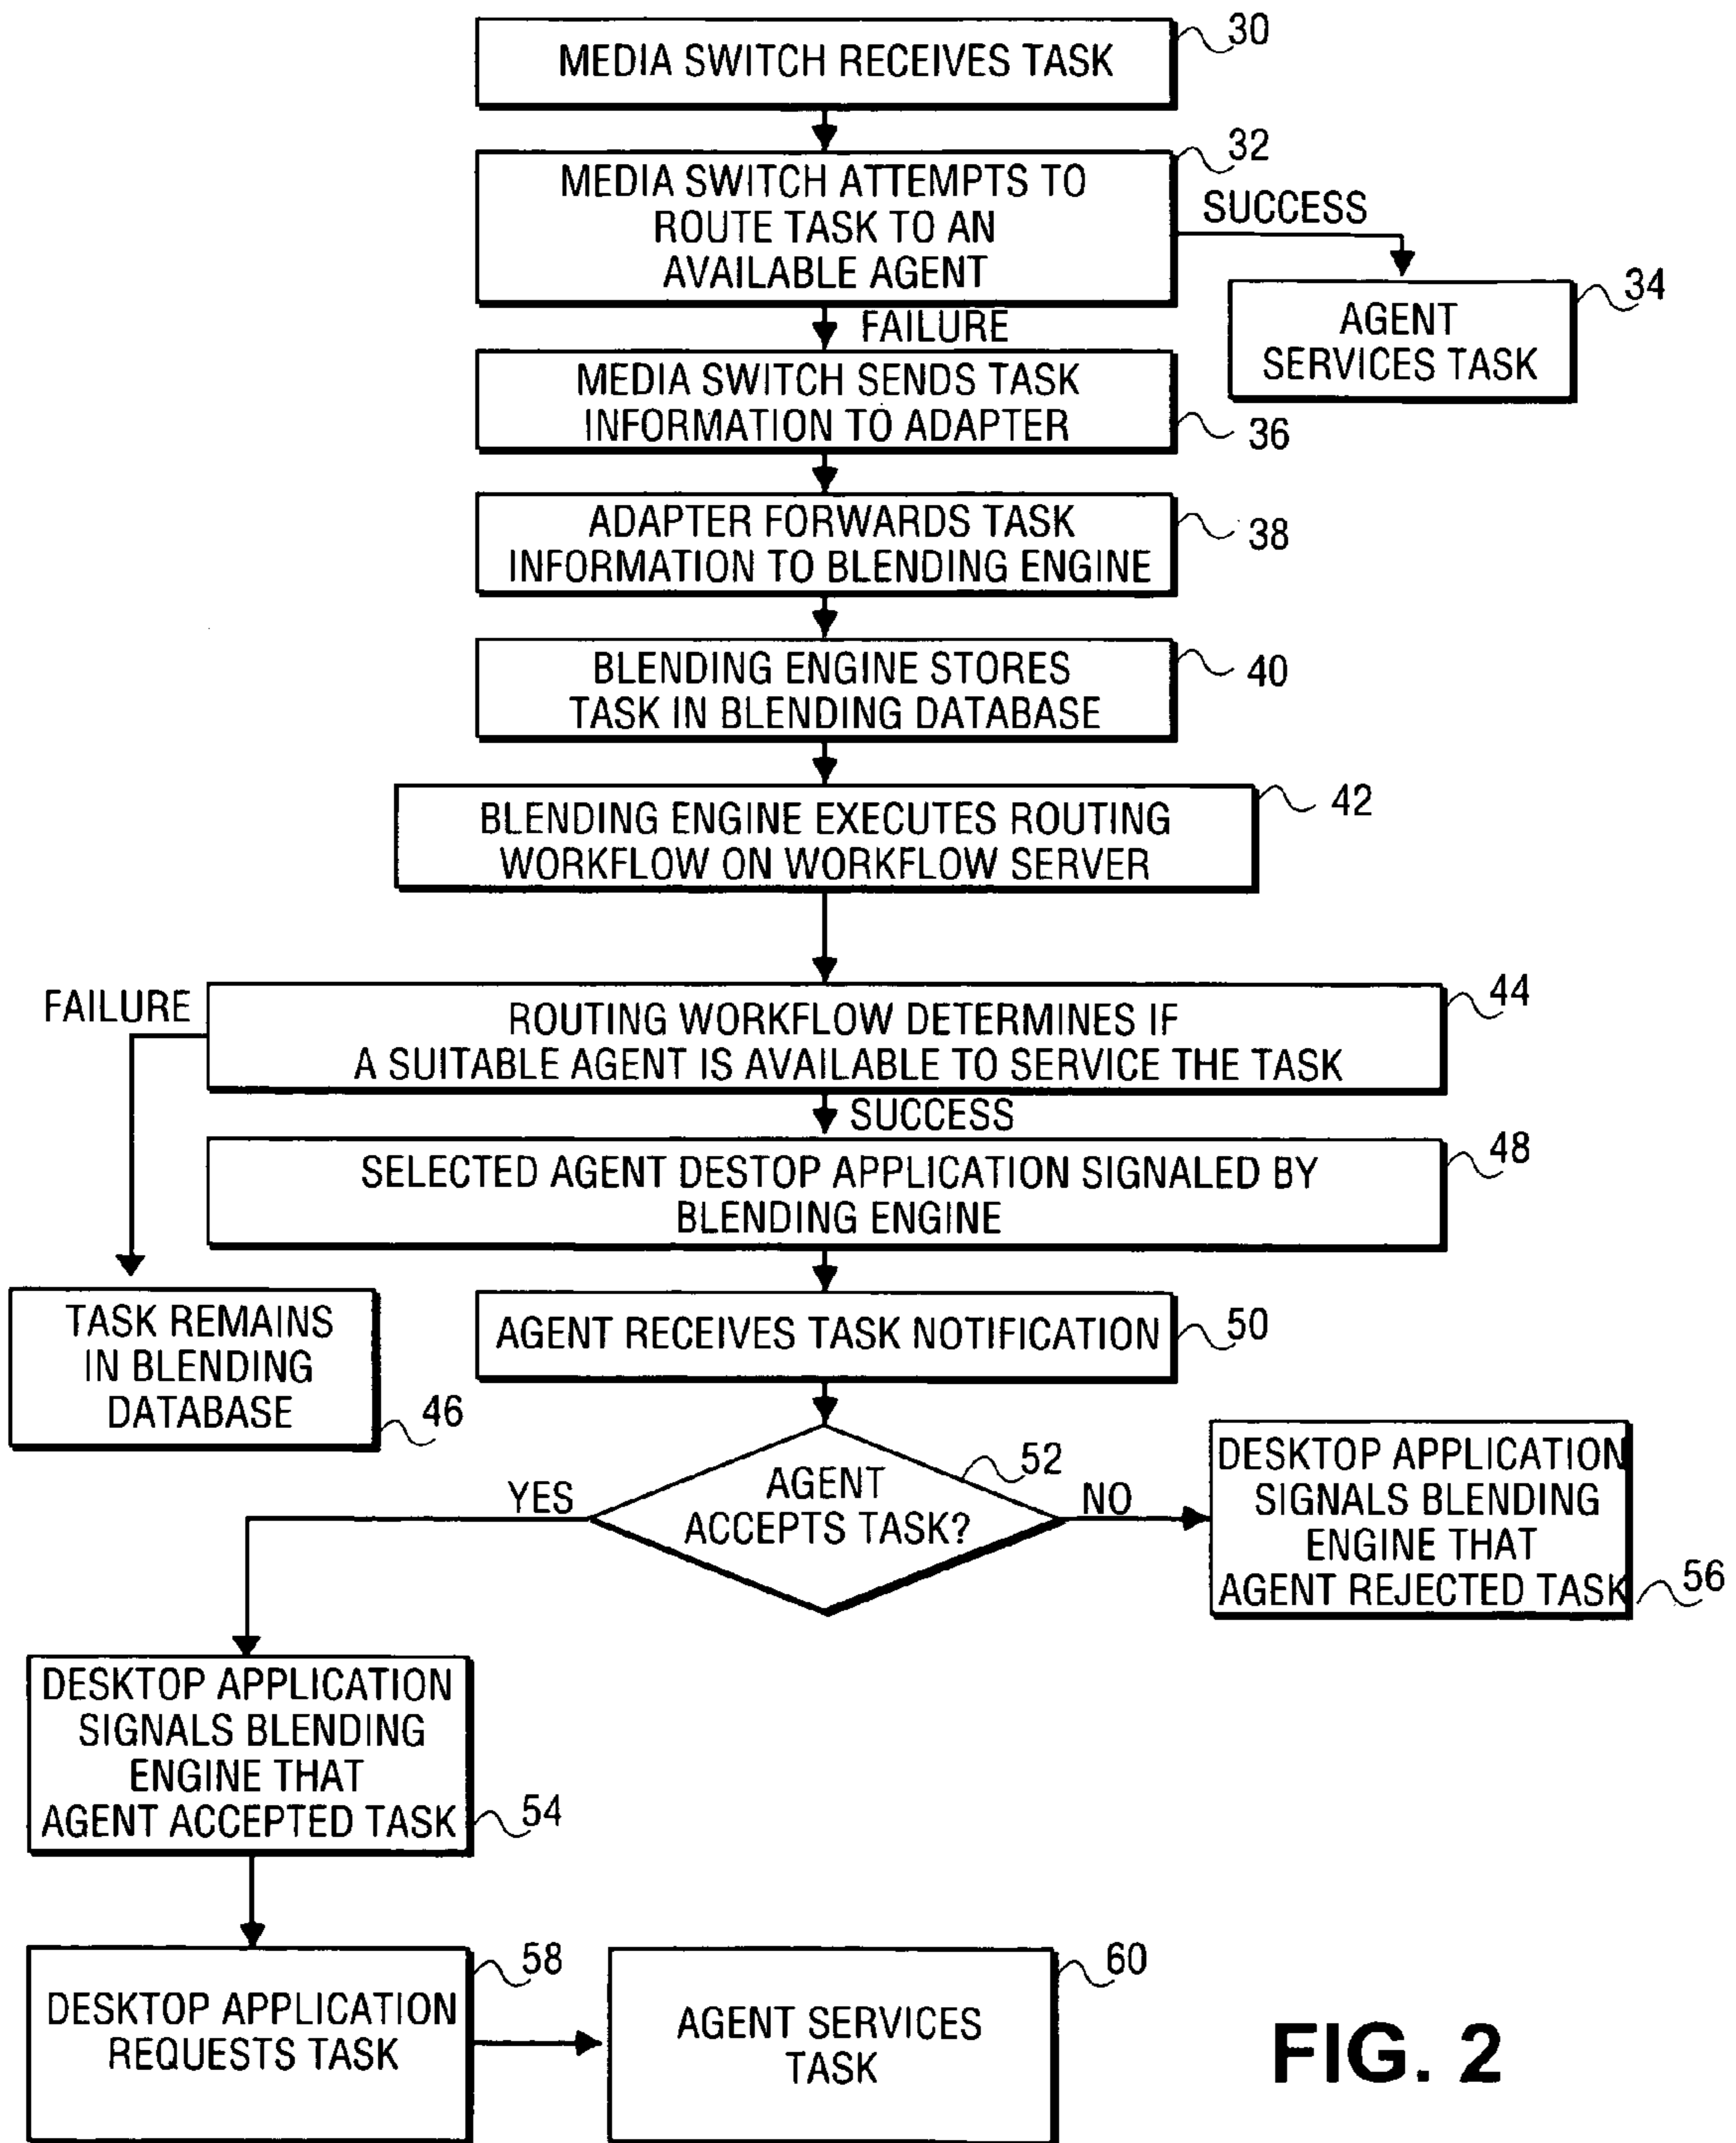 MEDIA SWITCH RECEIVES TASK
30
MEDIA SWITCH ATTEMPTS TO
ROUTE TASK TO AN
AVAILABLE AGENT
32
SUCCESS
AGENT
SERVICES TASK
34
FAILURE
MEDIA SWITCH SENDS TASK
INFORMATION TO ADAPTER
36
ADAPTER FORWARDS TASK
INFORMATION TO BLENDING ENGINE
38
BLENDING ENGINE STORES
TASK IN BLENDING DATABASE
40
BLENDING ENGINE EXECUTES ROUTING
WORKFLOW ON WORKFLOW SERVER
42
FAILURE
ROUTING WORKFLOW DETERMINES IF
A SUITABLE AGENT IS AVAILABLE TO SERVICE THE TASK
44
SUCCESS
SELECTED AGENT DESTOP APPLICATION SIGNALED BY
BLENDING ENGINE
48
TASK REMAINS
IN BLENDING
DATABASE
46
AGENT RECEIVES TASK NOTIFICATION
50
YES
AGENT
ACCEPTS TASK?
52
NO
DESKTOP APPLICATION
SIGNALS BLENDING
ENGINE THAT
AGENT REJECTED TASK
56
DESKTOP APPLICATION
SIGNALS BLENDING
ENGINE THAT
AGENT ACCEPTED TASK
54
DESKTOP APPLICATION
REQUESTS TASK
58
AGENT SERVICES
TASK
60
FIG. 2